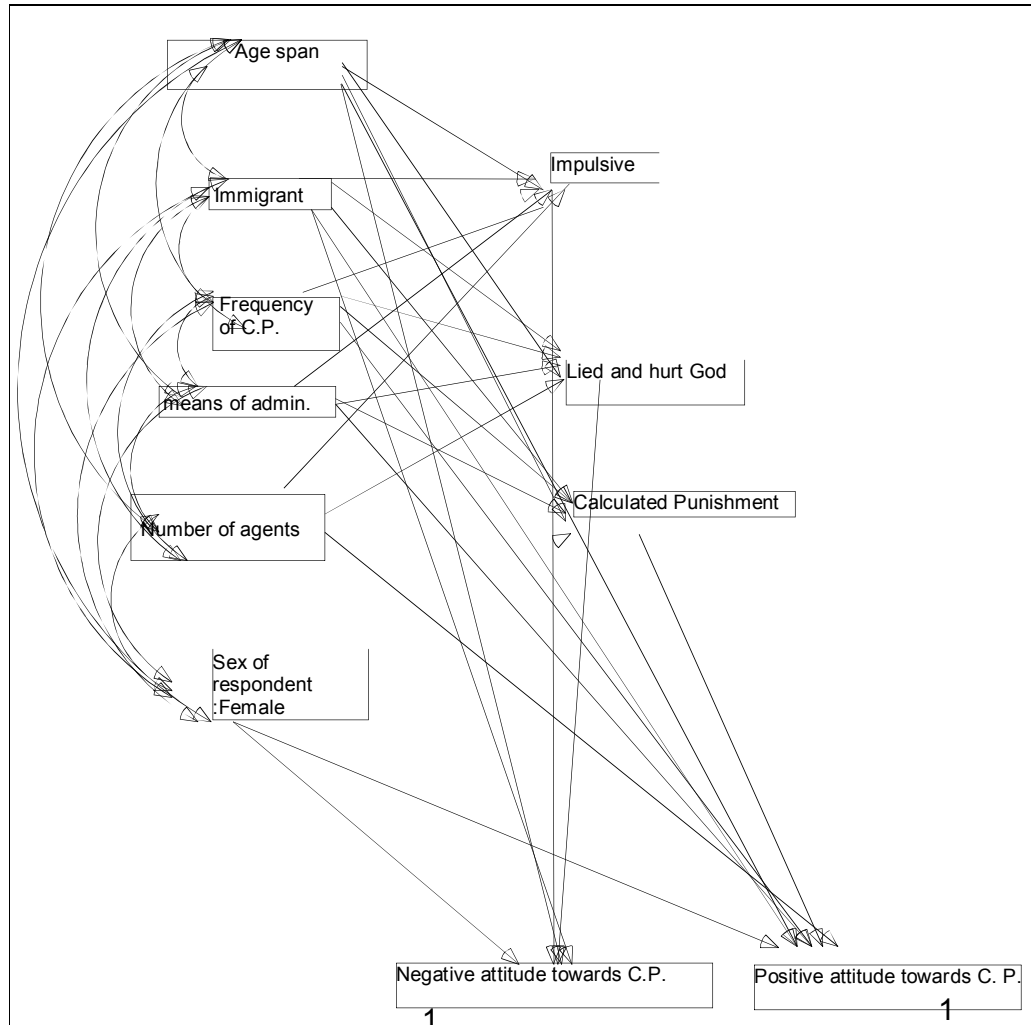 Age span
Impulsive
Immigrant
Frequency
of C.P.
Lied and hurt God
means of admin.
Calculated Punishment
Number of agents
Sex of
respondent
:Female
Negative attitude towards C.P.
Positive attitude towards C. P.
1
1